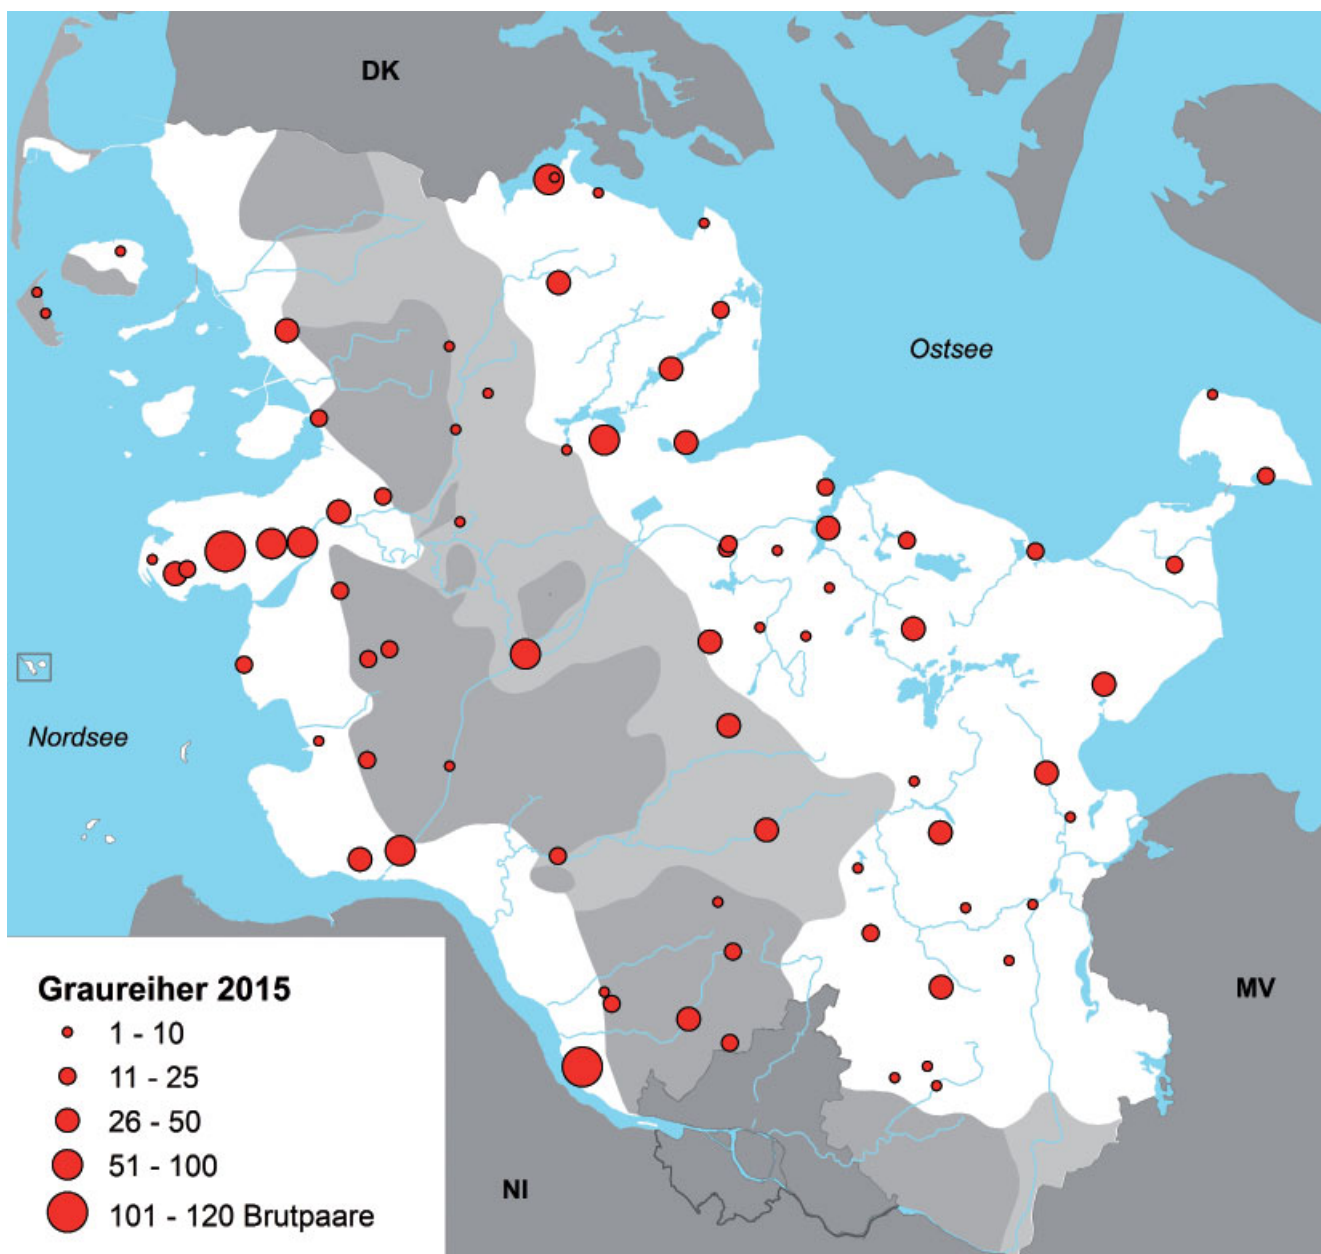 DK
Ostsee
Nordsee
MV
NI
Graureiher 2015
1 - 10
11 - 25
26 - 50
51 - 100
101 - 120 Brutpaare